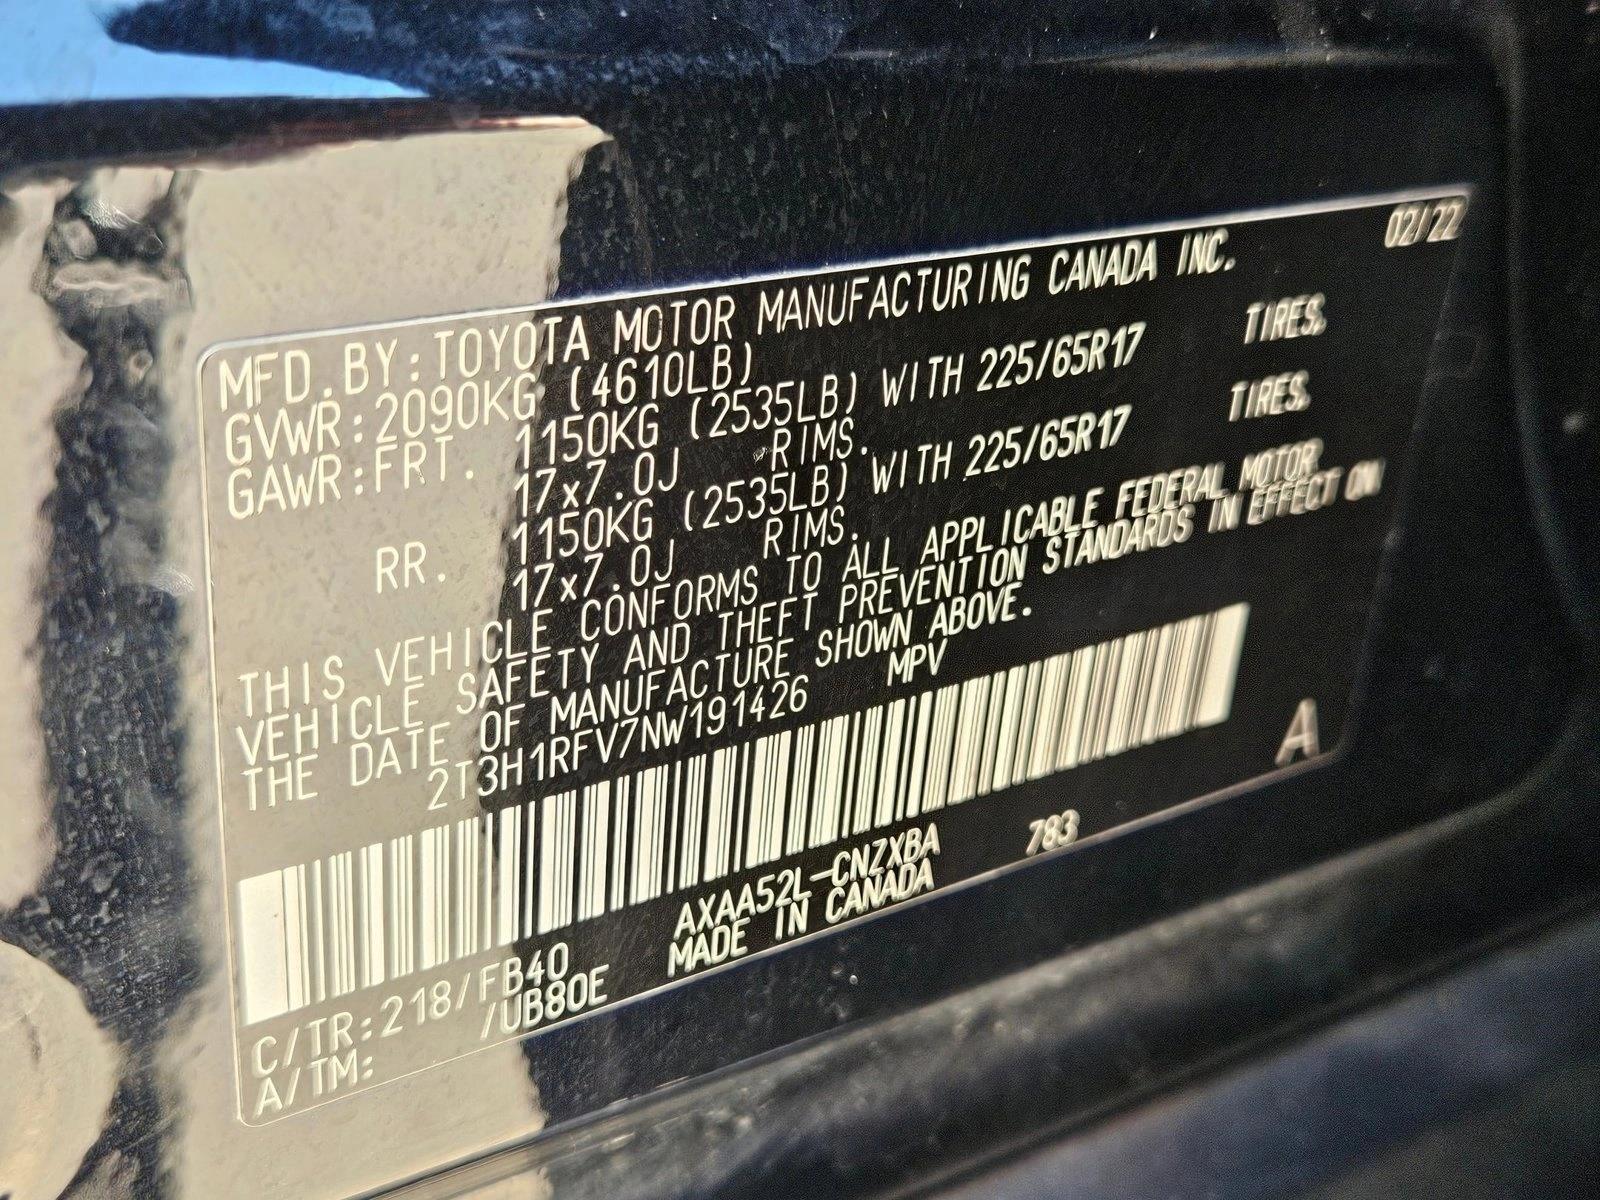 02/22
MFD.BY:TOYOTA MOTOR MANUFACTURING CANADA INC.
GVWR:2090KG (4610LB)
GAWR:FRT. 1150KG (2535LB) WITH 225/65R17 TIRES.
17x7.0J RIMS.
RR. 1150KG (2535LB) WITH 225/65R17 TIRES.
17x7.0J RIMS.
THIS VEHICLE CONFORMS TO ALL APPLICABLE FEDERAL MOTOR
VEHICLE SAFETY AND THEFT PREVENTION STANDARDS IN EFFECT ON
THE DATE OF MANUFACTURE SHOWN ABOVE.
2T3H1RFV7NW191426 MPV
A
C/TR:218/FB40 AXAA52L-CNZXBA 783
A/TM: /UB80E MADE IN CANADA